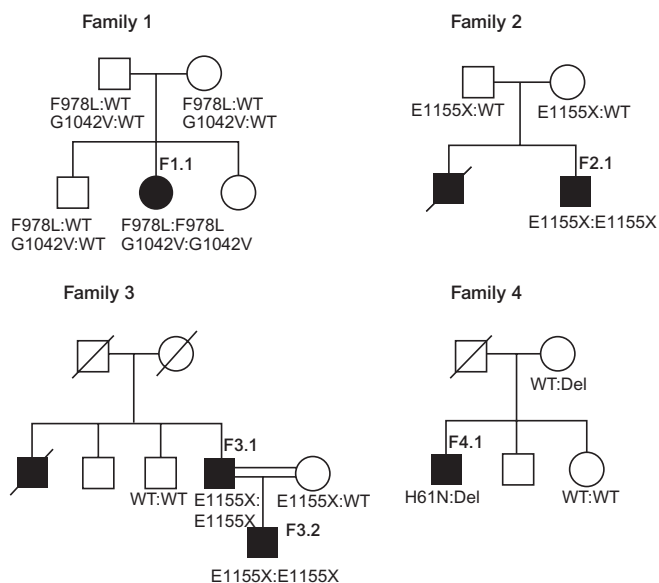 Family 1
F978L:WT
G1042V:WT
F978L:WT
G1042V:WT
F1.1
F978L:WT
G1042V:WT
F978L:F978L
G1042V:G1042V
Family 2
E1155X:WT
E1155X:WT
F2.1
E1155X:E1155X
Family 3
F3.1
WT:WT
E1155X:
E1155X
E1155X:WT
F3.2
E1155X:E1155X
Family 4
WT:Del
F4.1
H61N:Del
WT:WT